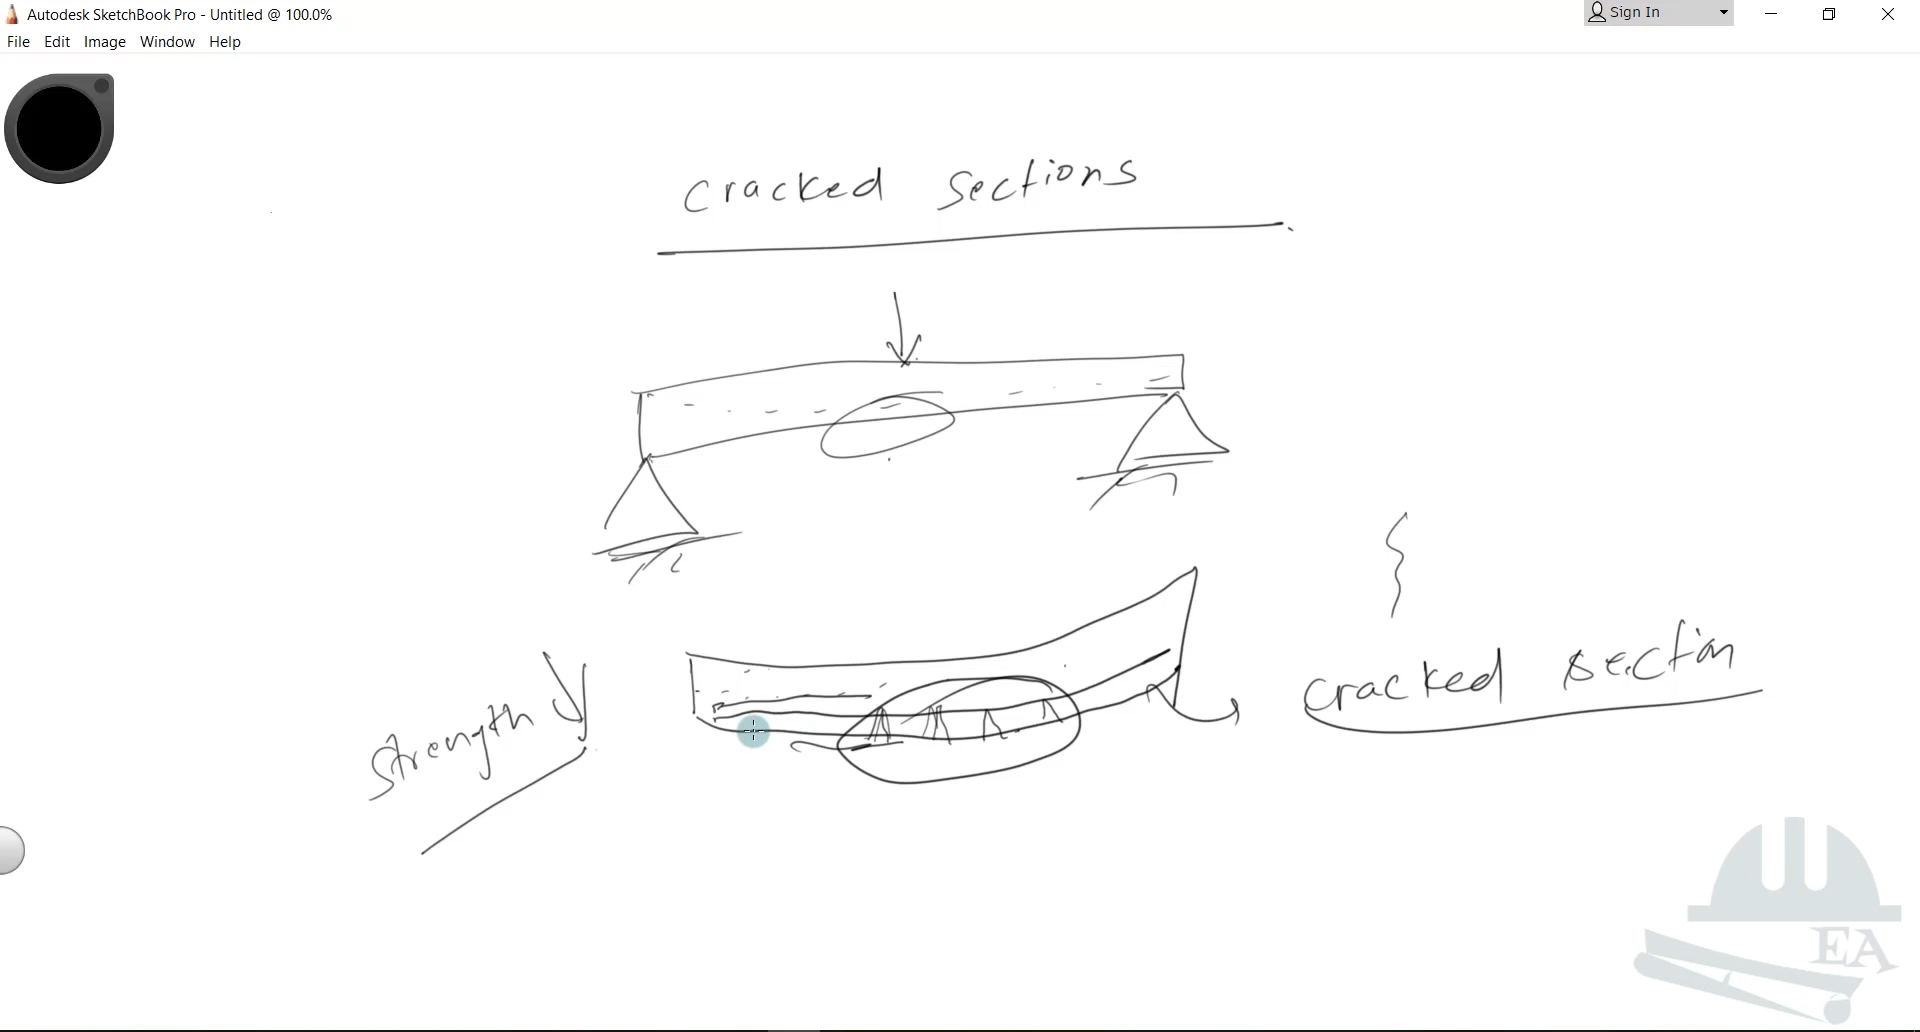 Autodesk SketchBook Pro - Untitled @ 100.0%
Sign In
File Edit Image Window Help
Cracked Sections
Strength
Cracked Section
EA